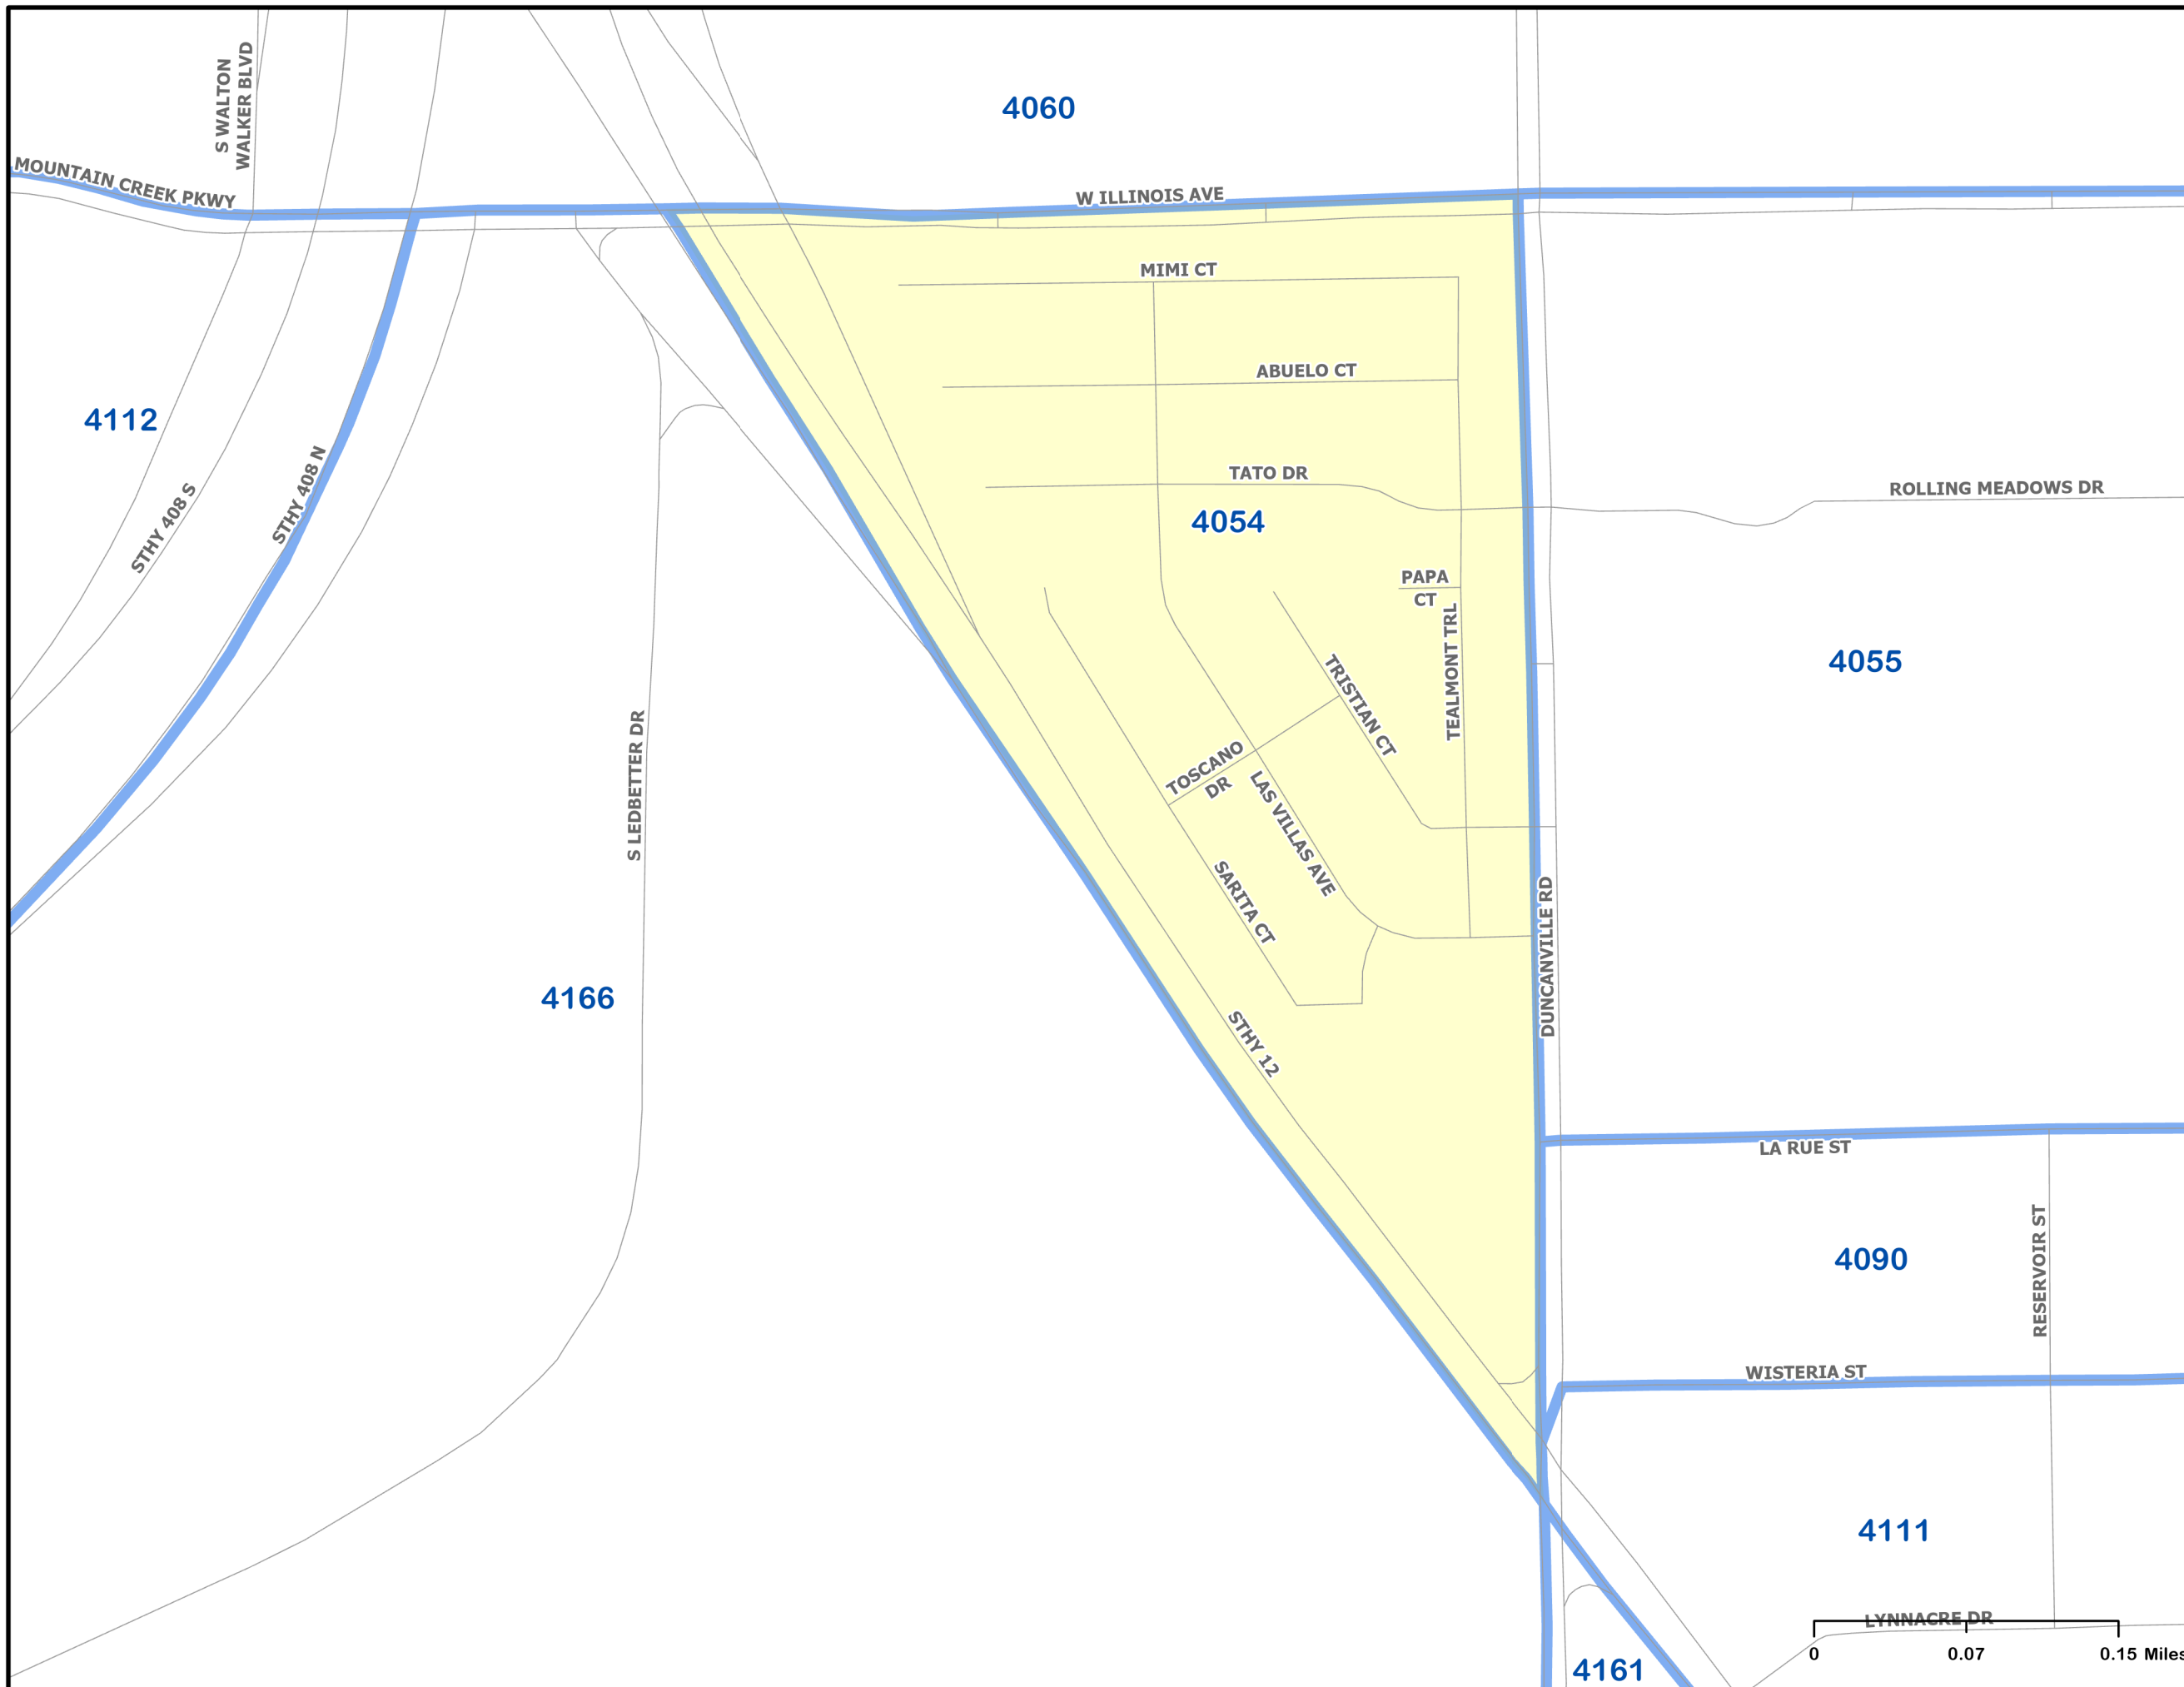 S WALTON
WALKER BLVD
4060
MOUNTAIN CREEK PKWY
W ILLINOIS AVE
MIMI CT
ABUELO CT
4112
STHY 408 S
STHY 408 N
TATO DR
ROLLING MEADOWS DR
4054
PAPA
CT
TEALMONT TRL
4055
TRISTIAN CT
S LEDBETTER DR
TOSCANO
DR
LAS VILLAS AVE
SARITA CT
DUNCANVILLE RD
4166
STHY 12
LA RUE ST
RESERVOIR ST
4090
WISTERIA ST
4111
LYNNACRE DR
0 0.07 0.15 Miles
4161